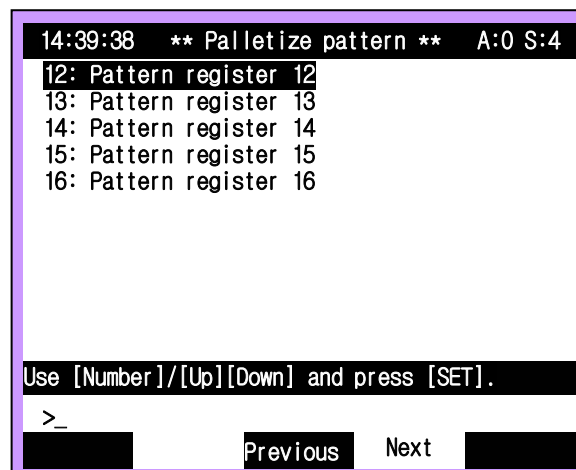 14:39:38 ** Palletize pattern ** A:0 S:4
12: Pattern register 12
13: Pattern register 13
14: Pattern register 14
15: Pattern register 15
16: Pattern register 16
Use [Number]/[Up][Down] and press [SET].
>_
Previous Next